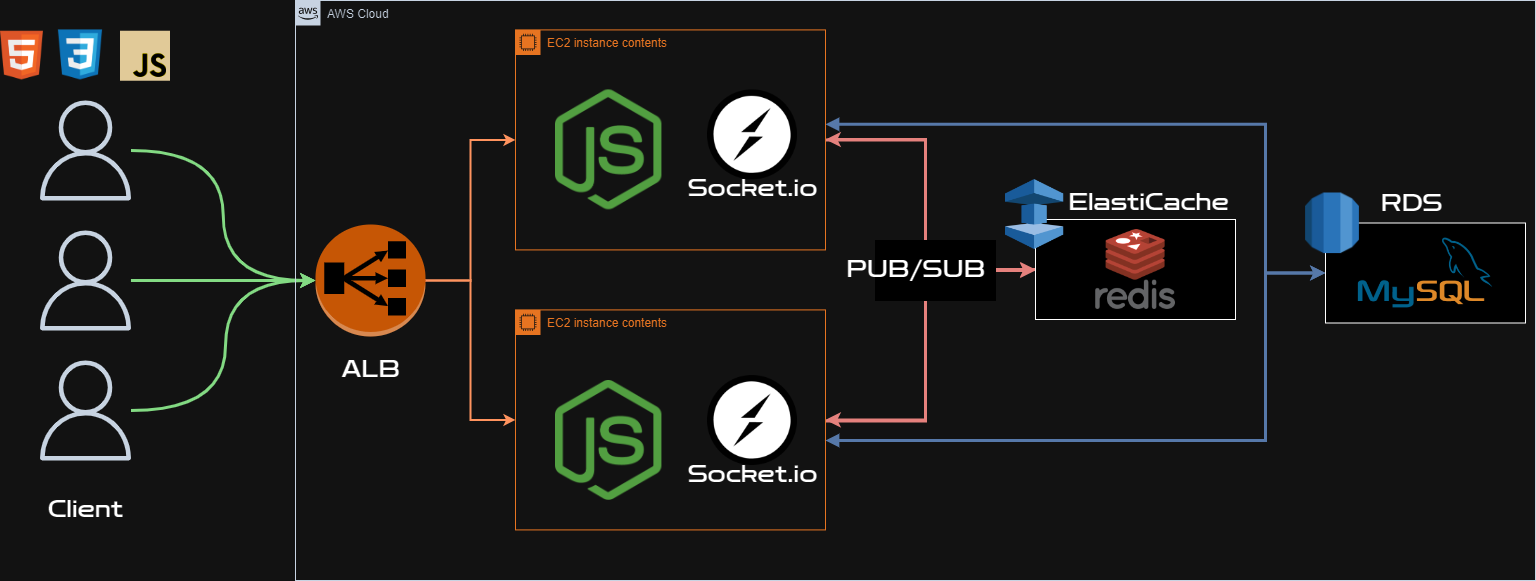 aws
AWS Cloud
5
3
JS
EC2 instance contents
JS
Socket.io
ElastiCache
RDS
PUB/SUB
redis
MySQL
EC2 instance contents
ALB
JS
Socket.io
Client